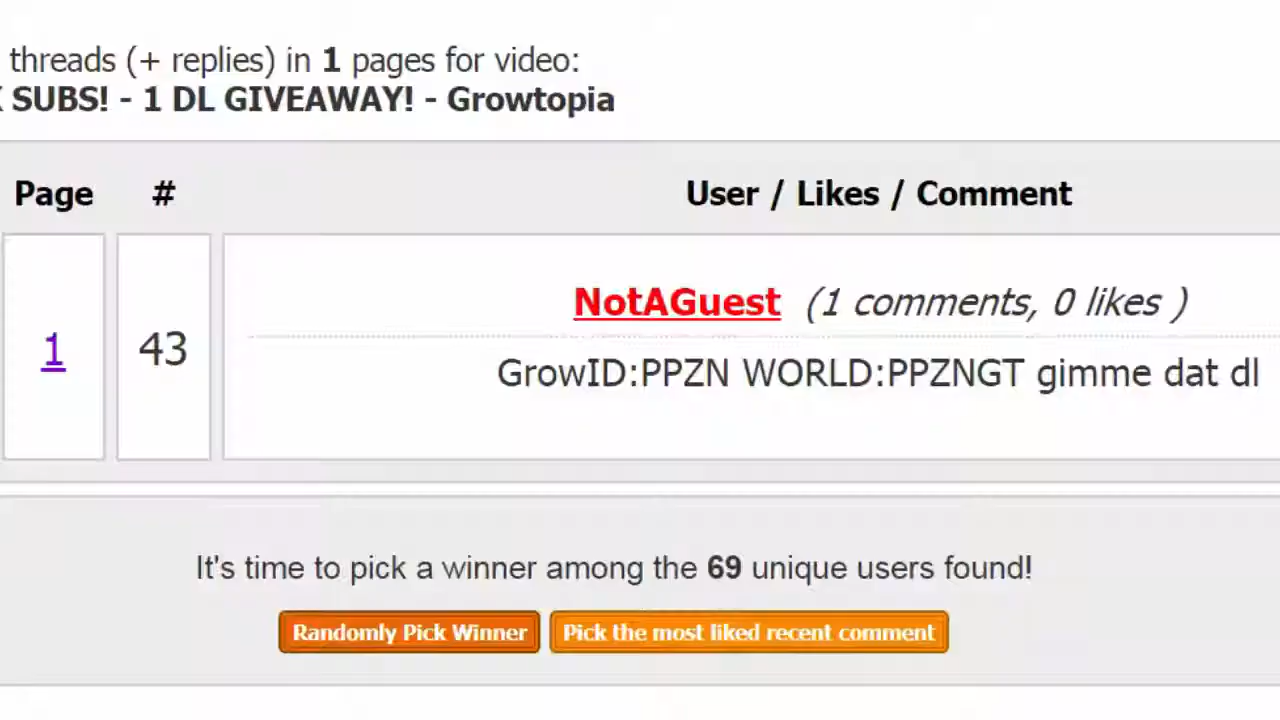 threads (+ replies) in 1 pages for video:
SUBS! - 1 DL GIVEAWAY! - Growtopia
Page # User / Likes / Comment
NotAGuest (1 comments, 0 likes )
1 43
GrowID:PPZN WORLD:PPZNGT gimme dat dl
It's time to pick a winner among the 69 unique users found!
Randomly Pick Winner Pick the most liked recent comment